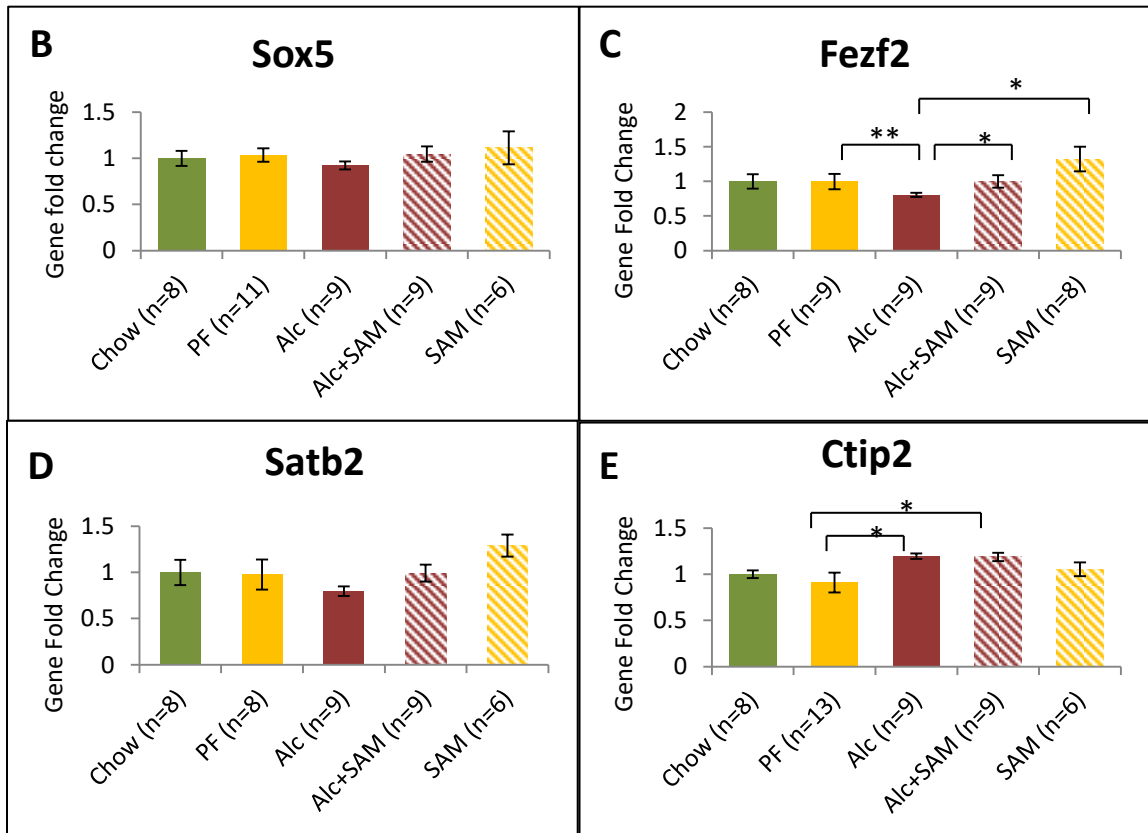 B
Sox5
Gene fold change
1.5
1
0.5
0
Chow (n=8)
PF (n=11)
Alc (n=9)
Alc+SAM (n=9)
SAM (n=6)
C
Fezf2
Gene Fold Change
2
1.5
1
0.5
0
**
*
*
Chow (n=8)
PF (n=9)
Alc (n=9)
Alc+SAM (n=9)
SAM (n=8)
D
Satb2
Gene Fold Change
1.5
1
0.5
0
Chow (n=8)
PF (n=8)
Alc (n=9)
Alc+SAM (n=9)
SAM (n=6)
E
Ctip2
Gene Fold Change
1.5
1
0.5
0
*
*
Chow (n=8)
PF (n=13)
Alc (n=9)
Alc+SAM (n=9)
SAM (n=6)